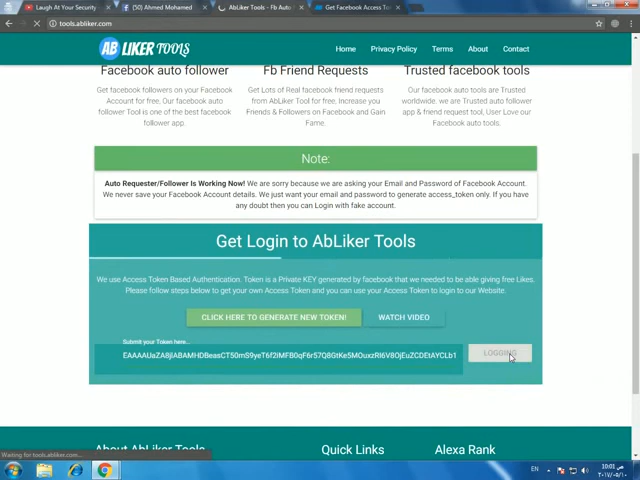 Laugh At Your Security
(50) Ahmed Mohamed
AbLiker Tools - Fb Auto
Get Facebook Access To
tools.abliker.com
AB LIKER TOOLS
Home
Privacy Policy
Terms
About
Contact
Facebook auto follower
Fb Friend Requests
Trusted facebook tools
Get facebook followers on your Facebook
Account for free, Our facebook auto
follower Tool is one of the best facebook
follower app.
Get Lots of Real facebook friend requests
from AbLiker Tool for free, Increase you
Friends & Followers on Facebook and Gain
Fame.
Our facebook auto tools are Trusted
worldwide. we are Trusted auto follower
app & friend request tool, User Love our
Facebook auto tools.
Note:
Auto Requester/Follower Is Working Now! We are sorry because we are asking your Email and Password of Facebook Account.
We never save your Facebook Account details. We just want your email and password to generate access_token only. If you have
any doubt then you can Login with fake account.
Get Login to AbLiker Tools
We use Access Token Based Authentication. Token is a Private KEY generated by facebook that we needed to be able giving free Likes.
Please follow steps below to get your own Access Token and you can use your Access Token to login to our Website.
CLICK HERE TO GENERATE NEW TOKEN!
WATCH VIDEO
Submit your Token here...
LOGGING
About AbLiker Tools
Quick Links
Alexa Rank
Waiting for tools.abliker.com...
EN
10:01 ص
٢٠١٧/٠٥/١٠